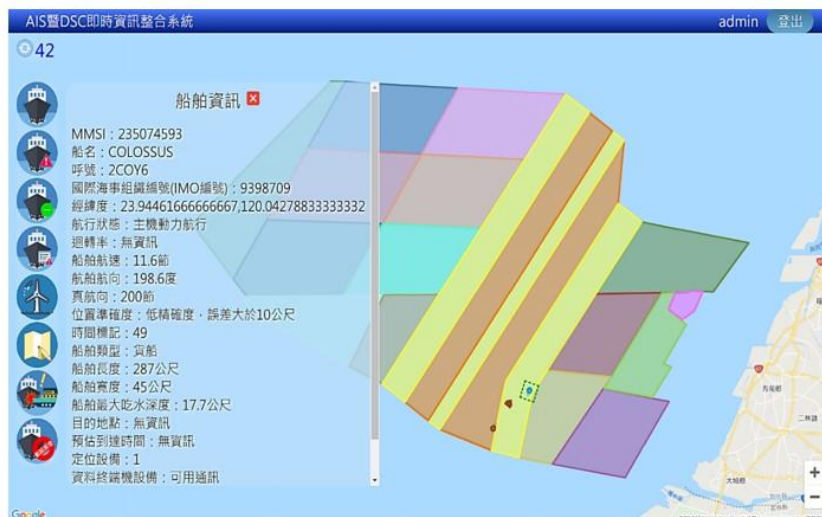 AIS暨DSC即時資訊整合系統
admin 登出
42
船舶資訊
MMSI：235074593
船名：COLOSSUS
呼號：2COY6
國際海事組織編號(IMO編號)：9398709
經緯度：23.94461666666667,120.04278833333332
航行狀態：主機動力航行
迴轉率：無資訊
船舶航速：11.6節
船舶航向：198.6度
真航向：200節
位置準確度：低精確度，誤差大於10公尺
時間標記：49
船舶類型：貨船
船舶長度：287公尺
船舶寬度：45公尺
船舶最大吃水深度：17.7公尺
目的地點：無資訊
預估到達時間：無資訊
定位設備：1
資料終端機設備：可用通訊
二林鎮
大城鄉
+
−
Google